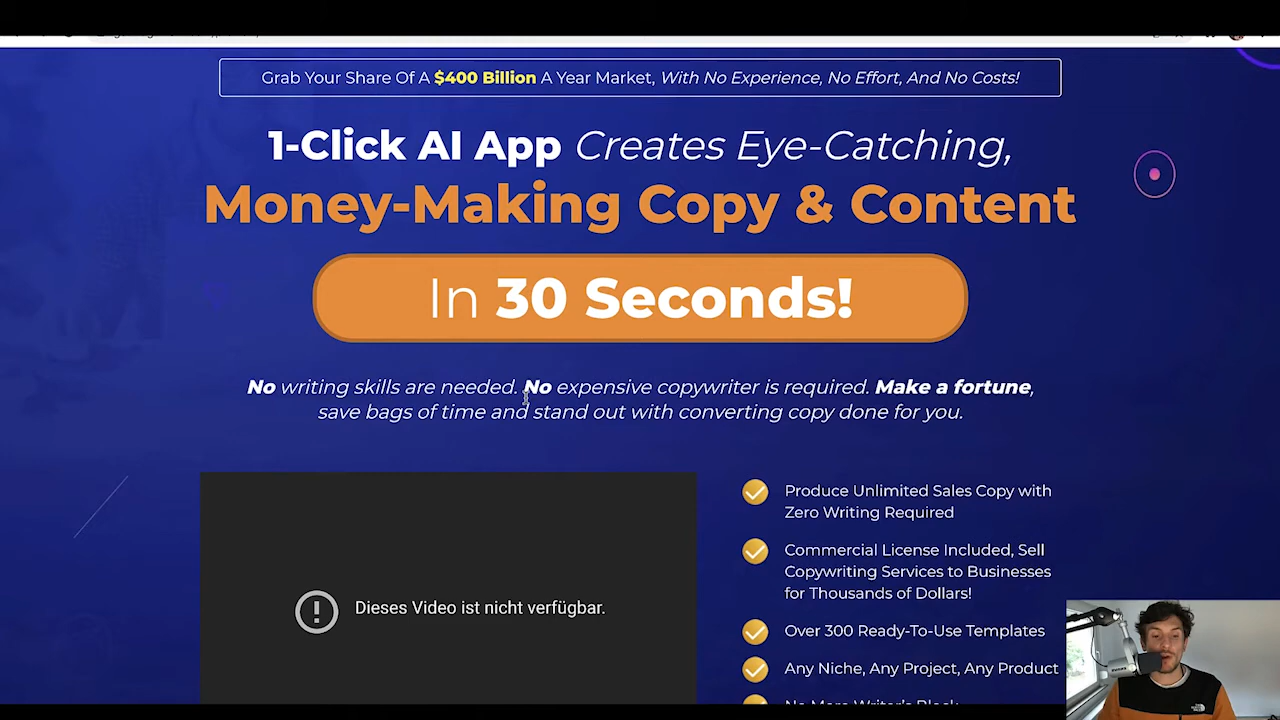 Grab Your Share Of A $400 Billion A Year Market, With No Experience, No Effort, And No Costs!
1-Click AI App Creates Eye-Catching,
Money-Making Copy & Content
In 30 Seconds!
No writing skills are needed. No expensive copywriter is required. Make a fortune,
save bags of time and stand out with converting copy done for you.
Dieses Video ist nicht verfügbar.
Produce Unlimited Sales Copy with
Zero Writing Required
Commercial License Included, Sell
Copywriting Services to Businesses
for Thousands of Dollars!
Over 300 Ready-To-Use Templates
Any Niche, Any Project, Any Product
No More Writer's Block